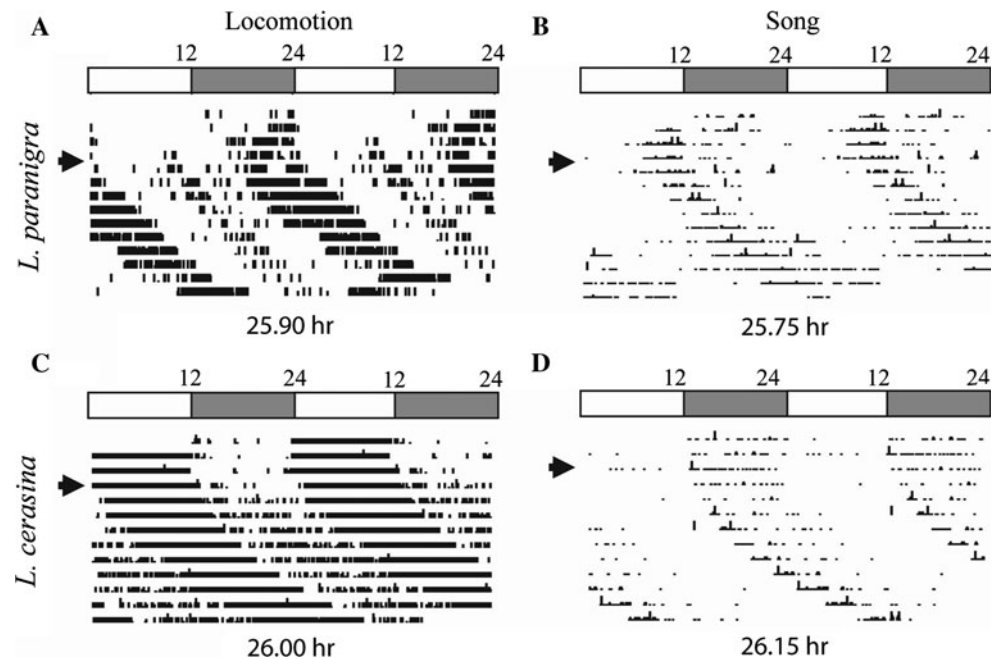 A Locomotion
12 24 12 24
L. paranigra
25.90 hr
B Song
12 24 12 24
25.75 hr
C
12 24 12 24
L. cerasina
26.00 hr
D
12 24 12 24
26.15 hr